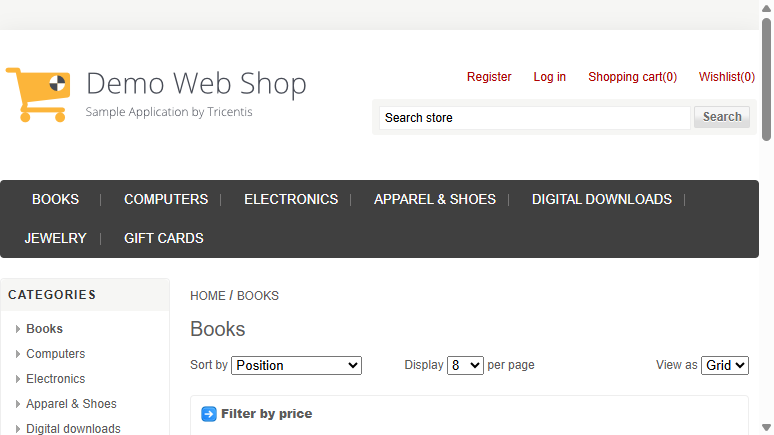 Demo Web Shop
Sample Application by Tricentis
Register Log in Shopping cart(0) Wishlist(0)
Search store Search
BOOKS COMPUTERS ELECTRONICS APPAREL & SHOES DIGITAL DOWNLOADS
JEWELRY GIFT CARDS
CATEGORIES
Books
Computers
Electronics
Apparel & Shoes
Digital downloads
HOME / BOOKS
Books
Sort by Position Display 8 per page View as Grid
Filter by price